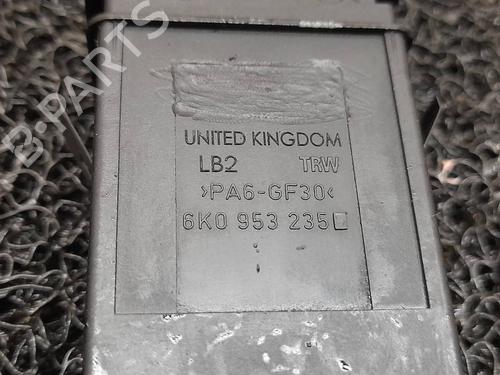 B-PARTS
UNITED KINGDOM
LB2 TRW
>PA6-GF30<
6K0 953 235